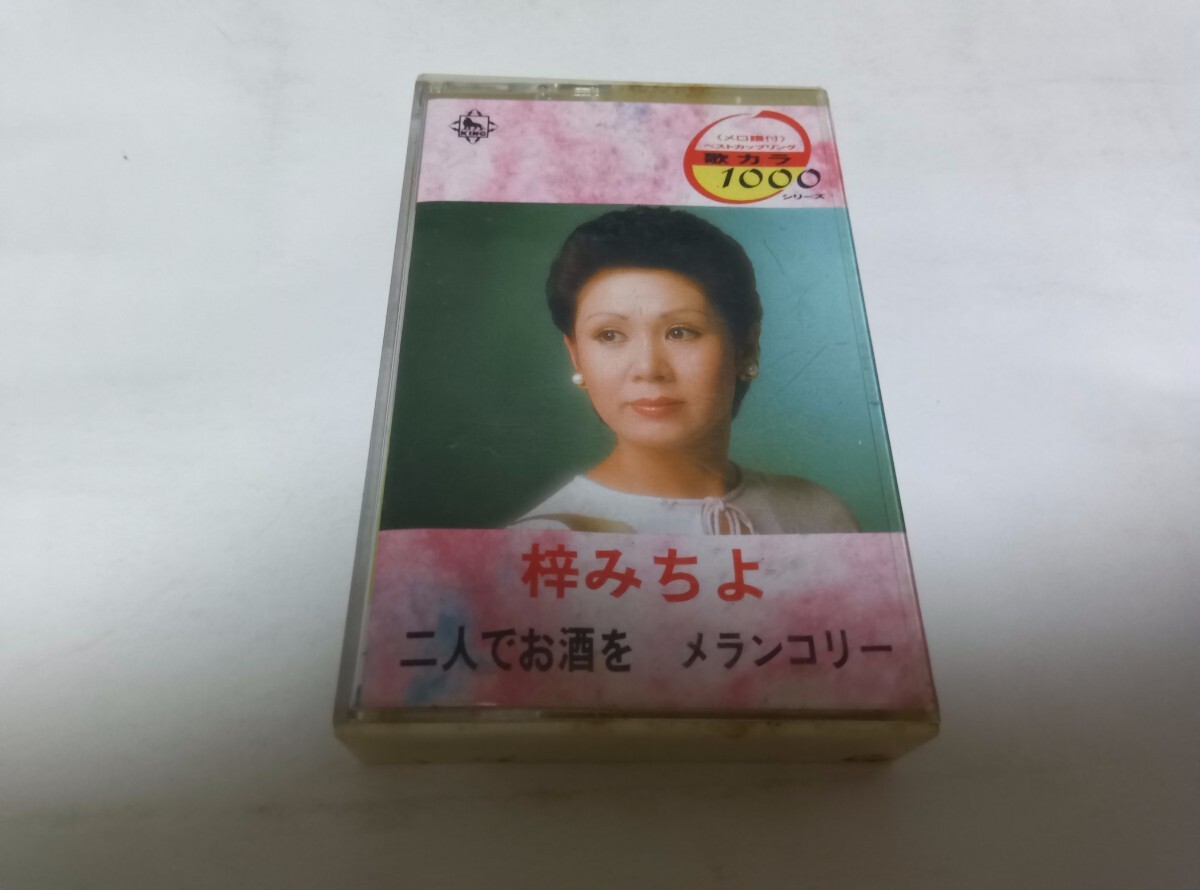 KING
(メロ譜付)
ベストカップリング
歌カラ
1000
シリーズ
梓みちよ
二人でお酒を　メランコリー